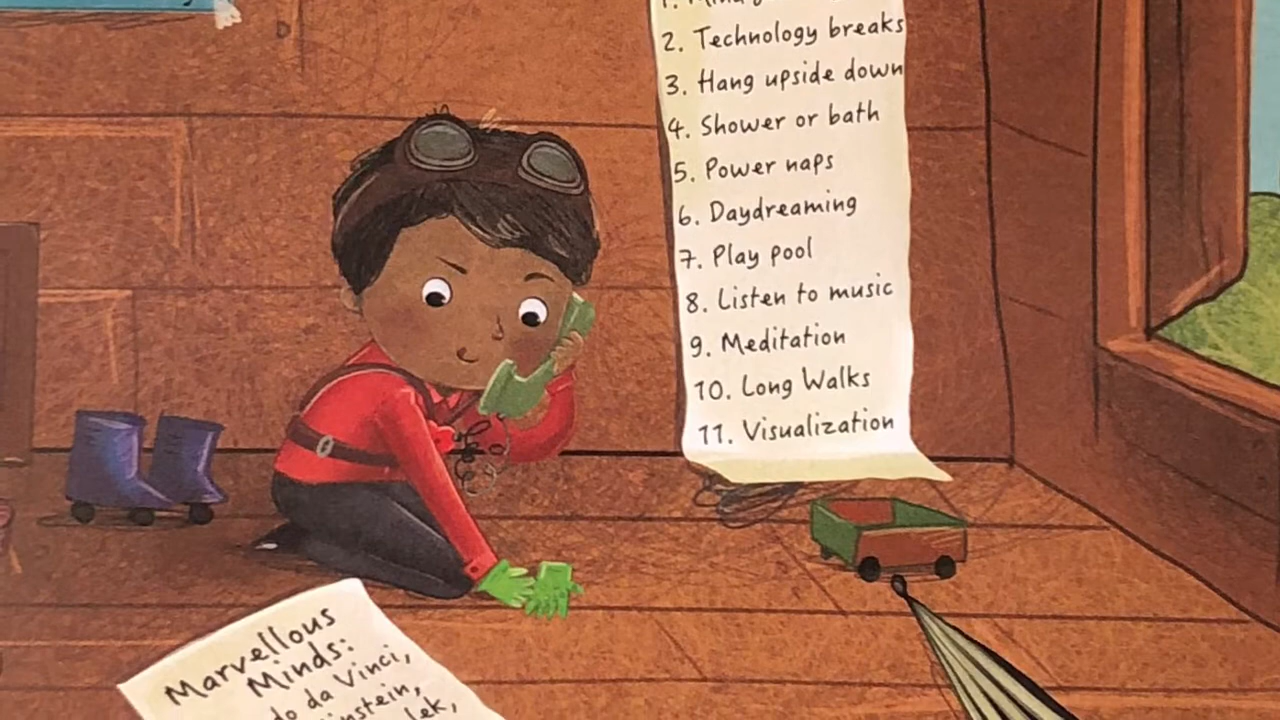 2. Technology breaks
3. Hang upside down
4. Shower or bath
5. Power naps
6. Daydreaming
7. Play pool
8. Listen to music
9. Meditation
10. Long Walks
11. Visualization
Marvellous
Minds:
da Vinci,